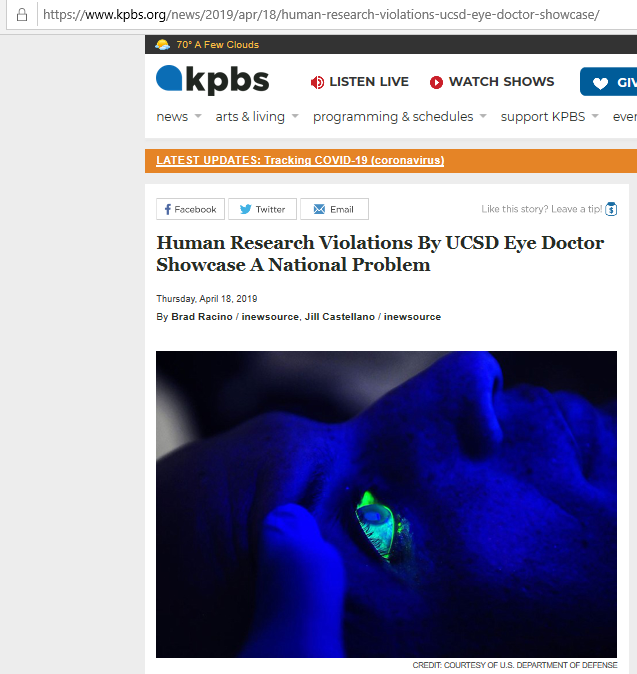 https://www.kpbs.org/news/2019/apr/18/human-research-violations-ucsd-eye-doctor-showcase/
70° A Few Clouds
kpbs
LISTEN LIVE
WATCH SHOWS
GI
news
arts & living
programming & schedules
support KPBS
ever
LATEST UPDATES: Tracking COVID-19 (coronavirus)
Facebook
Twitter
Email
Like this story? Leave a tip!
Human Research Violations By UCSD Eye Doctor
Showcase A National Problem
Thursday, April 18, 2019
By Brad Racino / inewsource, Jill Castellano / inewsource
CREDIT: COURTESY OF U.S. DEPARTMENT OF DEFENSE